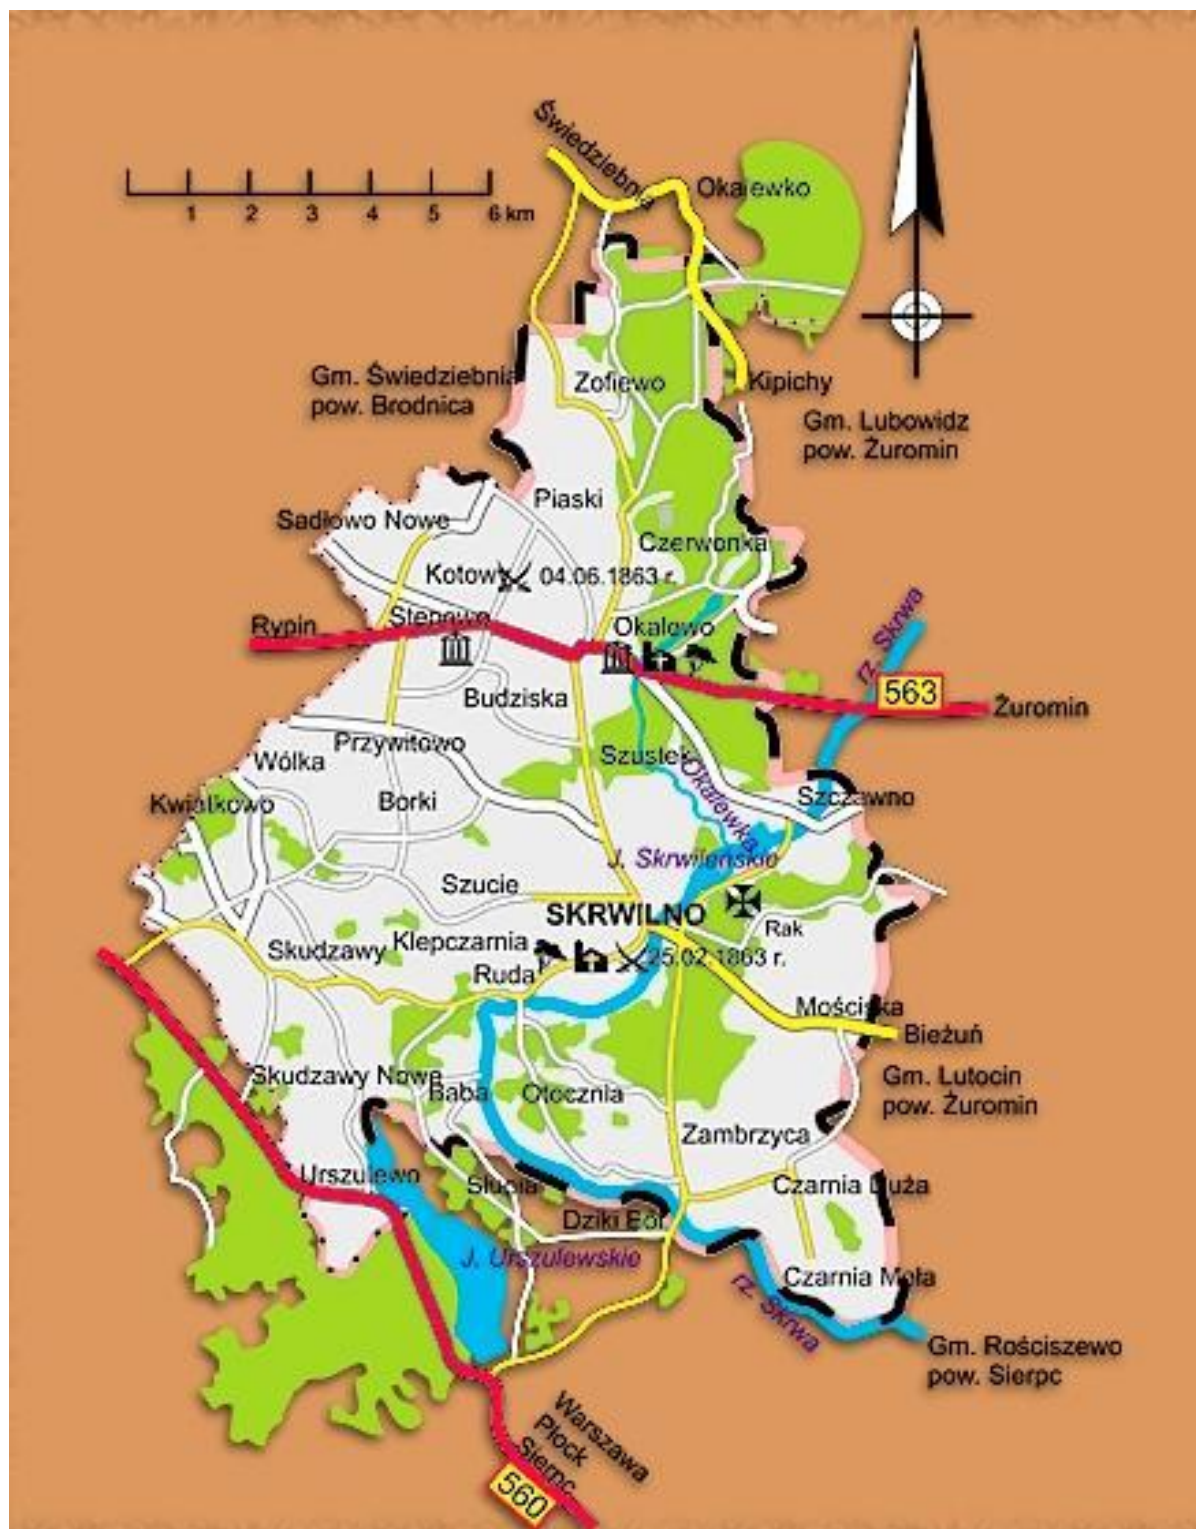 Świedziebnia
Okalewko
1 2 3 4 5 6 km
Gm. Świedziebnia
pow. Brodnica
Zofiewo
Kipichy
Gm. Lubowidz
pow. Żuromin
Piaski
Sadłowo Nowe
Czerwonka
Kotowy
04.06.1863 r.
Stępowo
Okalewo
Rypin
rz. Skrwa
563
Żuromin
Budziska
Przywitowo
Szustek
Wólka
Okalewka
Kwiatkowo
Borki
Szczawno
J. Skrwileńskie
Szucie
SKRWILNO
Rak
Skudzawy
Klepczarnia
25.02.1863 r.
Ruda
Mościska
Bieżuń
Skudzawy Nowe
Baba
Otocznia
Gm. Lutocin
pow. Żuromin
Zambrzyca
Urszulewo
Słupia
Czarnia Duża
Dziki Bór
J. Urszulewskie
Czarnia Mała
rz. Skrwa
Gm. Rościszewo
pow. Sierpc
Warszawa
Płock
Sierpc
560